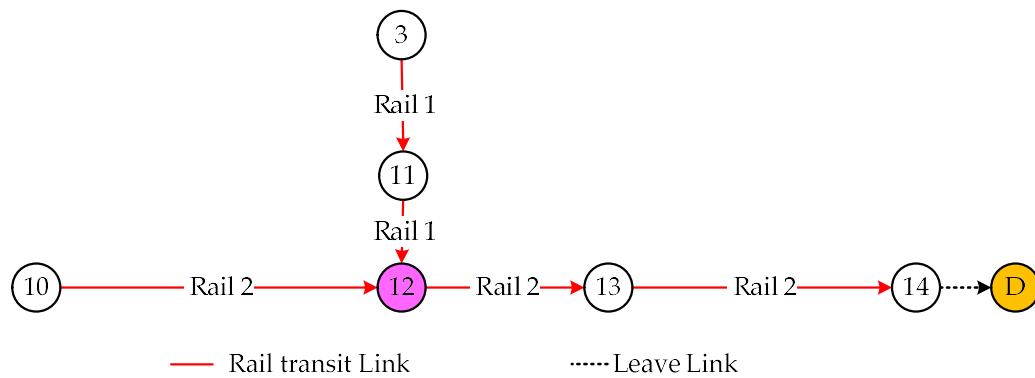 3
Rail 1
11
Rail 1
10 Rail 2 12 Rail 2 13 Rail 2 14 D
Rail transit Link Leave Link